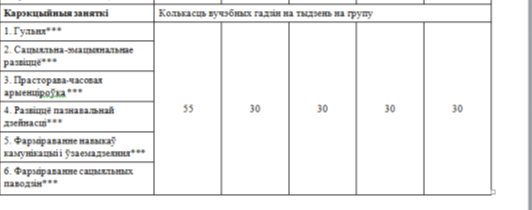 Карэкцыйныя заняткі
Колькасць вучэбных гадзін на тыдзень на групу
1. Гульня***
2. Сацыяльна-эмацыянальнае
развіццё***
3. Прасторава-часовая
арыенціроўка***
4. Развіццё пазнавальнай
дзейнасці***
5. Фарміраванне навыкаў
камунікацыі і ўзаемадзеяння***
6. Фарміраванне сацыяльных
паводзін***
55 30 30 30 30